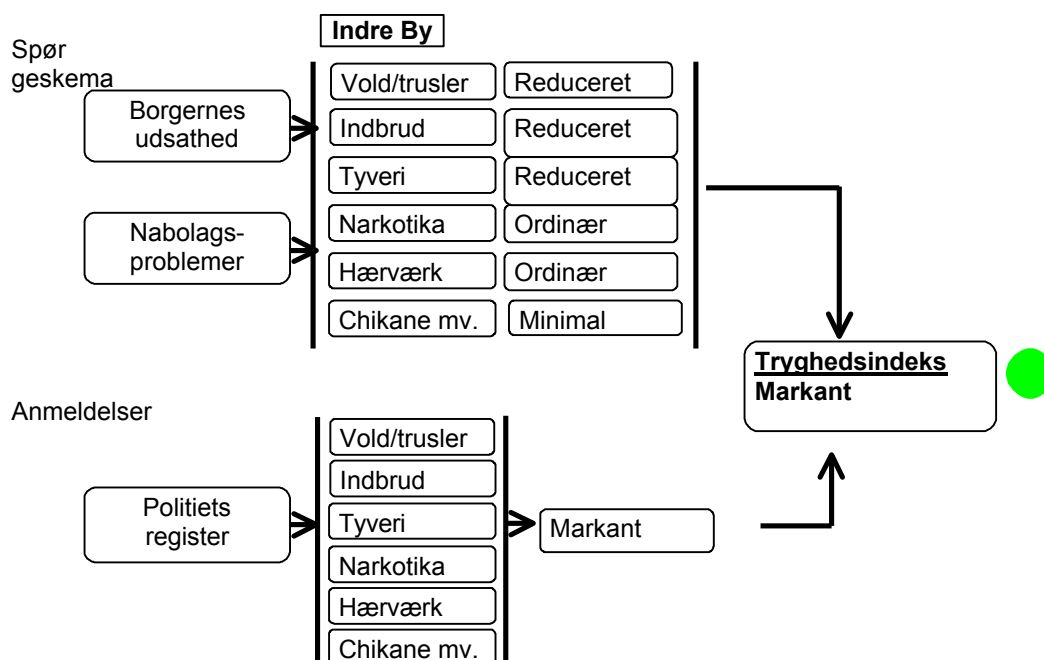 Indre By
Spør
geskema
Borgernes
udsathed
Nabolags-
problemer
Vold/trusler Reduceret
Indbrud Reduceret
Tyveri Reduceret
Narkotika Ordinær
Hærværk Ordinær
Chikane mv. Minimal
Tryghedsindeks
Markant
Anmeldelser
Politiets
register
Vold/trusler
Indbrud
Tyveri
Narkotika
Hærværk
Chikane mv.
Markant